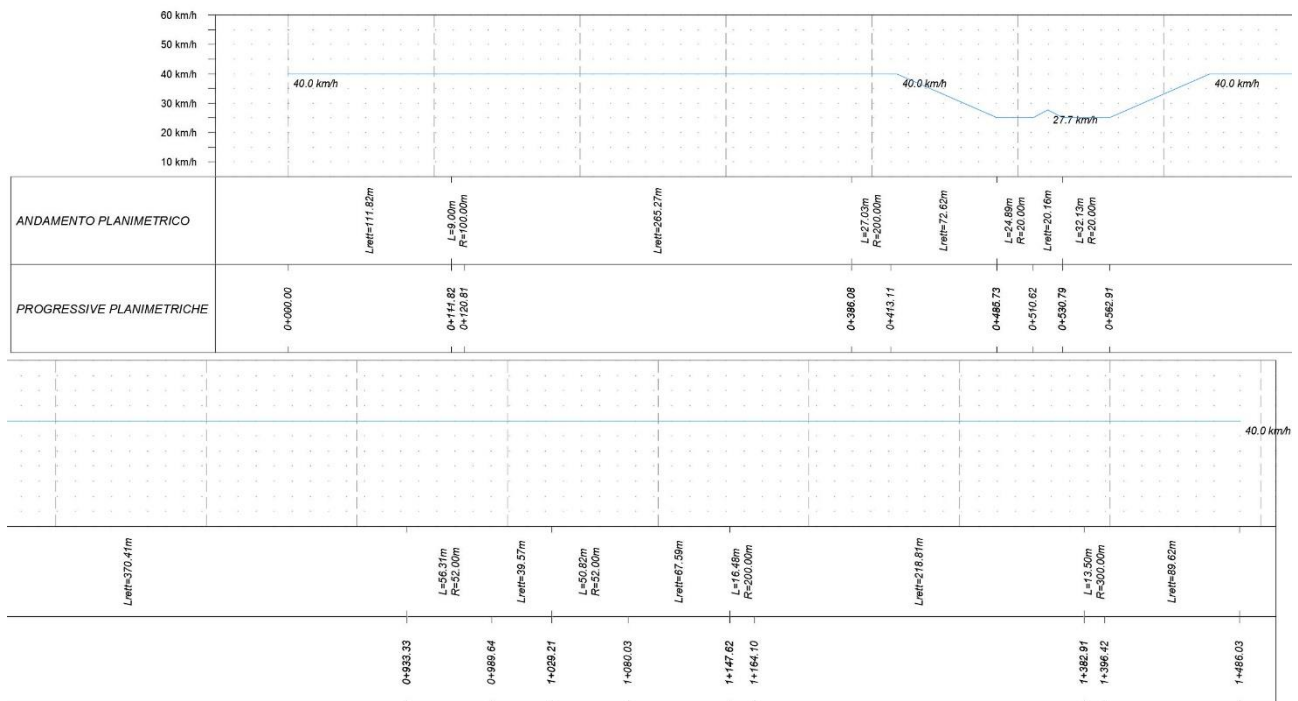 60 km/h
50 km/h
40 km/h
30 km/h
20 km/h
10 km/h
40.0 km/h
40.0 km/h
27.7 km/h
40.0 km/h
ANDAMENTO PLANIMETRICO
Lrett=111.82m
L=9.00m
R=100.00m
Lrett=265.27m
L=27.03m
R=200.00m
Lrett=72.62m
L=24.89m
R=20.00m
Lrett=20.16m
L=32.13m
R=20.00m
PROGRESSIVE PLANIMETRICHE
0+000.00
0+111.82
0+120.81
0+386.08
0+413.11
0+485.73
0+510.62
0+530.79
0+562.91
40.0 km/h
Lrett=370.41m
L=56.31m
R=52.00m
Lrett=39.57m
L=50.82m
R=52.00m
Lrett=67.59m
L=16.48m
R=200.00m
Lrett=218.81m
L=13.50m
R=300.00m
Lrett=89.62m
0+933.33
0+989.64
1+029.21
1+080.03
1+147.62
1+164.10
1+382.91
1+396.42
1+486.03